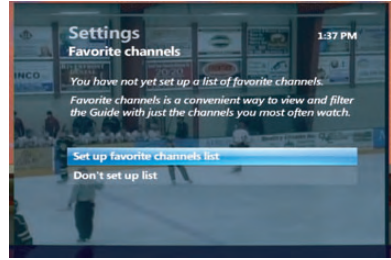 Settings
1:37 PM
Favorite channels
INCO
You have not yet set up a list of favorite channels.
Favorite channels is a convenient way to view and filter
the Guide with just the channels you most often watch.
Set up favorite channels list
Don't set up list